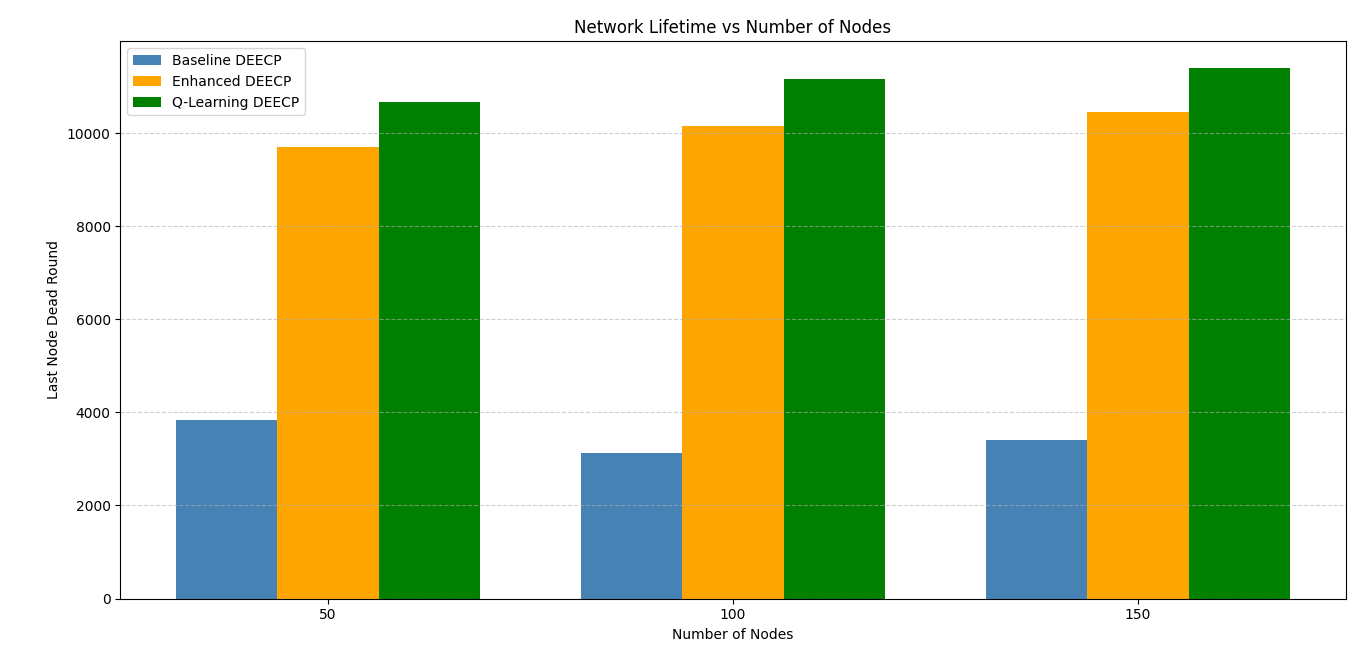 Network Lifetime vs Number of Nodes
Baseline DEECP
Enhanced DEECP
Q-Learning DEECP
Last Node Dead Round
10000
8000
6000
4000
2000
0
50
100
150
Number of Nodes